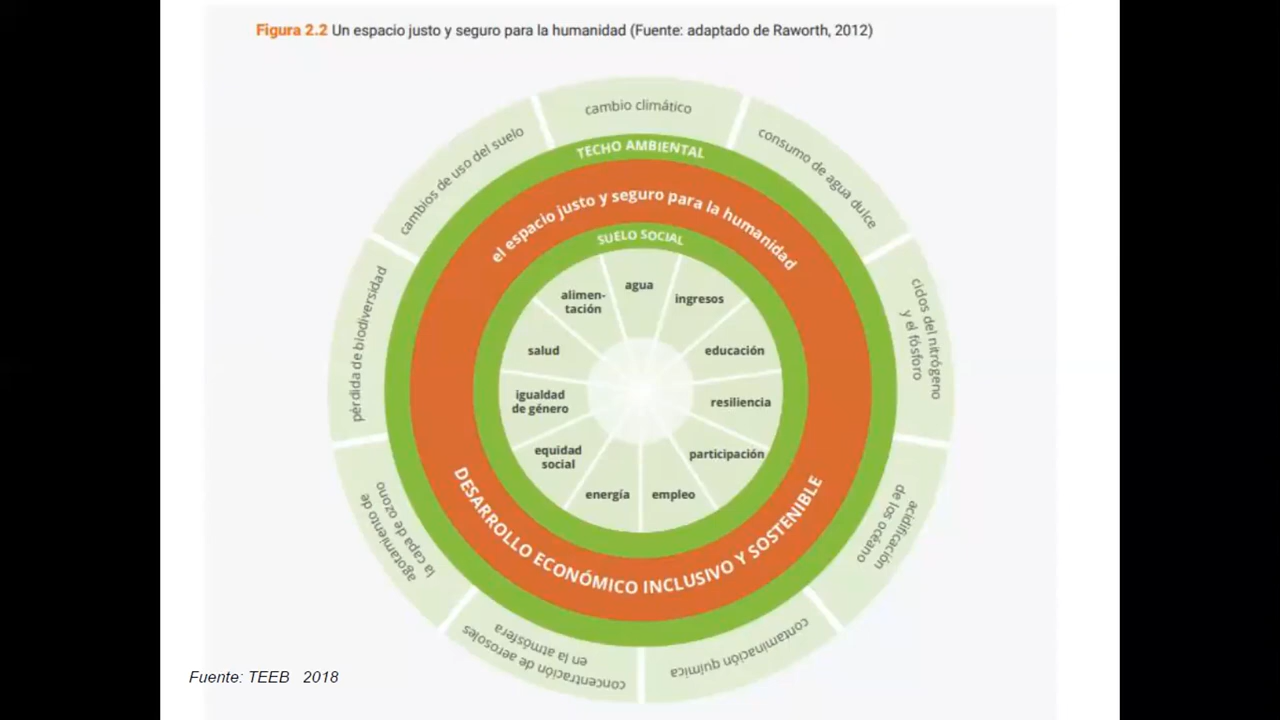 Figura 2.2 Un espacio justo y seguro para la humanidad (Fuente: adaptado de Raworth, 2012)
cambio climático
consumo de agua dulce
ciclos del nitrógeno
y el fósforo
acidificación
de los océano
contaminación química
concentración de aerosoles
en la atmósfera
agotamiento de
la capa de ozono
pérdida de biodiversidad
cambios de uso del suelo
TECHO AMBIENTAL
el espacio justo y seguro para la humanidad
SUELO SOCIAL
agua
ingresos
educación
resiliencia
participación
empleo
energía
equidad
social
igualdad
de género
salud
alimen-
tación
DESARROLLO ECONÓMICO INCLUSIVO Y SOSTENIBLE
Fuente: TEEB 2018